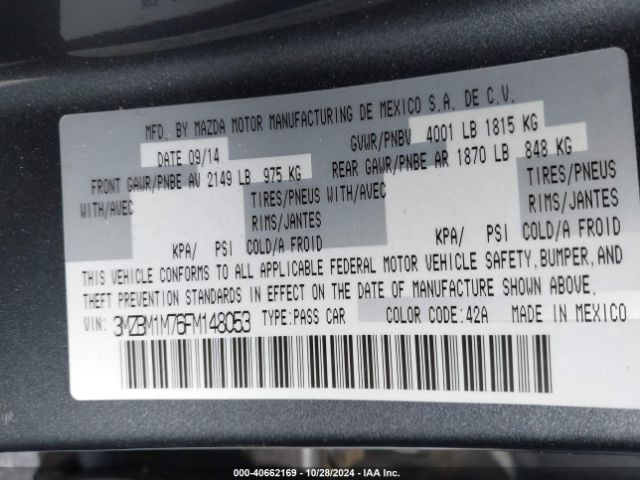 MFD. BY MAZDA MOTOR MANUFACTURING DE MEXICO S.A. DE C.V.
DATE 09/14 GVWR/PNBV 4001 LB 1815 KG
FRONT GAWR/PNBE AV 2149 LB 975 KG REAR GAWR/PNBE AR 1870 LB 848 KG
WITH/AVEC TIRES/PNEUS WITH/AVEC TIRES/PNEUS
RIMS/JANTES RIMS/JANTES
KPA/ PSI COLD/A FROID KPA/ PSI COLD/A FROID
THIS VEHICLE CONFORMS TO ALL APPLICABLE FEDERAL MOTOR VEHICLE SAFETY, BUMPER, AND
THEFT PREVENTION STANDARDS IN EFFECT ON THE DATE OF MANUFACTURE SHOWN ABOVE.
VIN: 3MZBM1M76FM148053 TYPE:PASS CAR COLOR CODE:42A MADE IN MEXICO
000-40662169 | 10/28/2024 | IAA Inc.